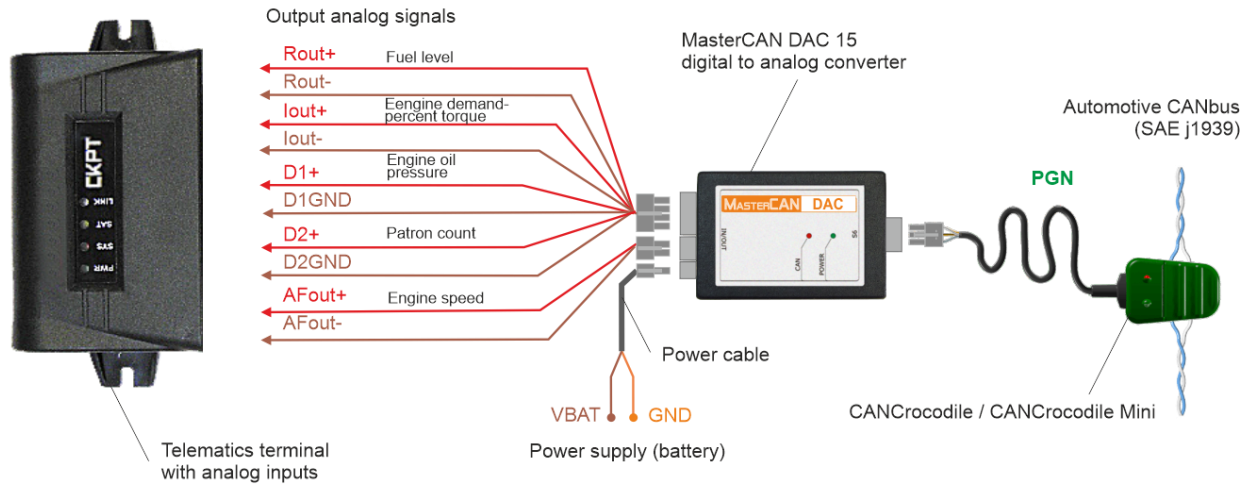 Output analog signals
Rout+
Fuel level
Rout-
Iout+
Eengine demand-
percent torque
Iout-
D1+
Engine oil
pressure
D1GND
D2+
Patron count
D2GND
AFout+
Engine speed
AFout-
CKPT
LINK
SAT
SYS
PWR
Telematics terminal
with analog inputs
MasterCAN DAC 15
digital to analog converter
MASTERCAN DAC
IN/OUT
CAN
POWER
S6
Power cable
VBAT
GND
Power supply (battery)
Automotive CANbus
(SAE j1939)
PGN
CANCrocodile / CANCrocodile Mini